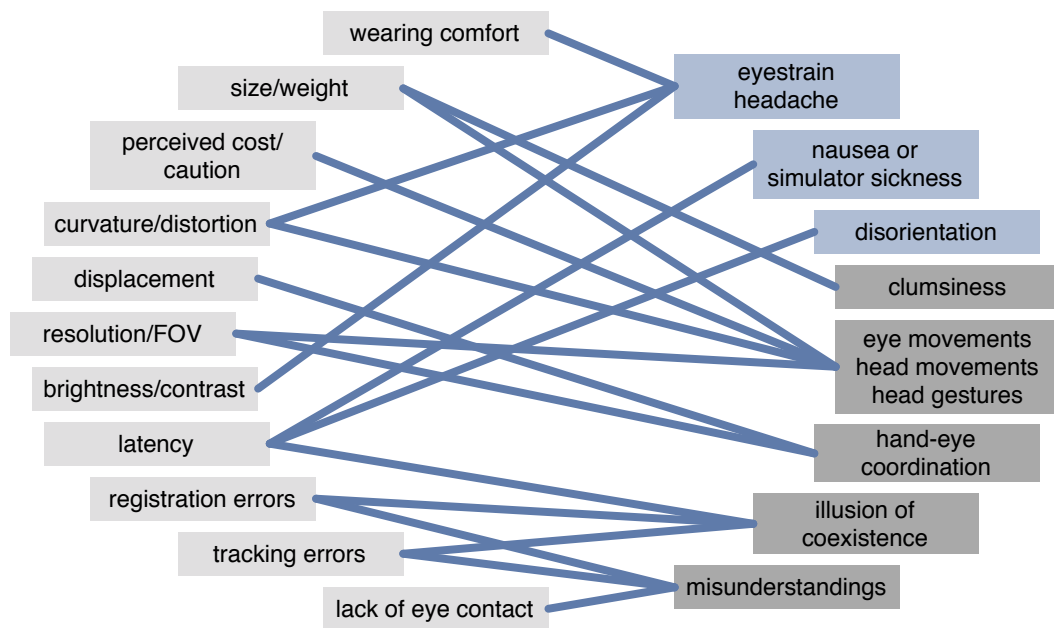 wearing comfort
size/weight
perceived cost/
caution
curvature/distortion
displacement
resolution/FOV
brightness/contrast
latency
registration errors
tracking errors
lack of eye contact
eyestrain
headache
nausea or
simulator sickness
disorientation
clumsiness
eye movements
head movements
head gestures
hand-eye
coordination
illusion of
coexistence
misunderstandings